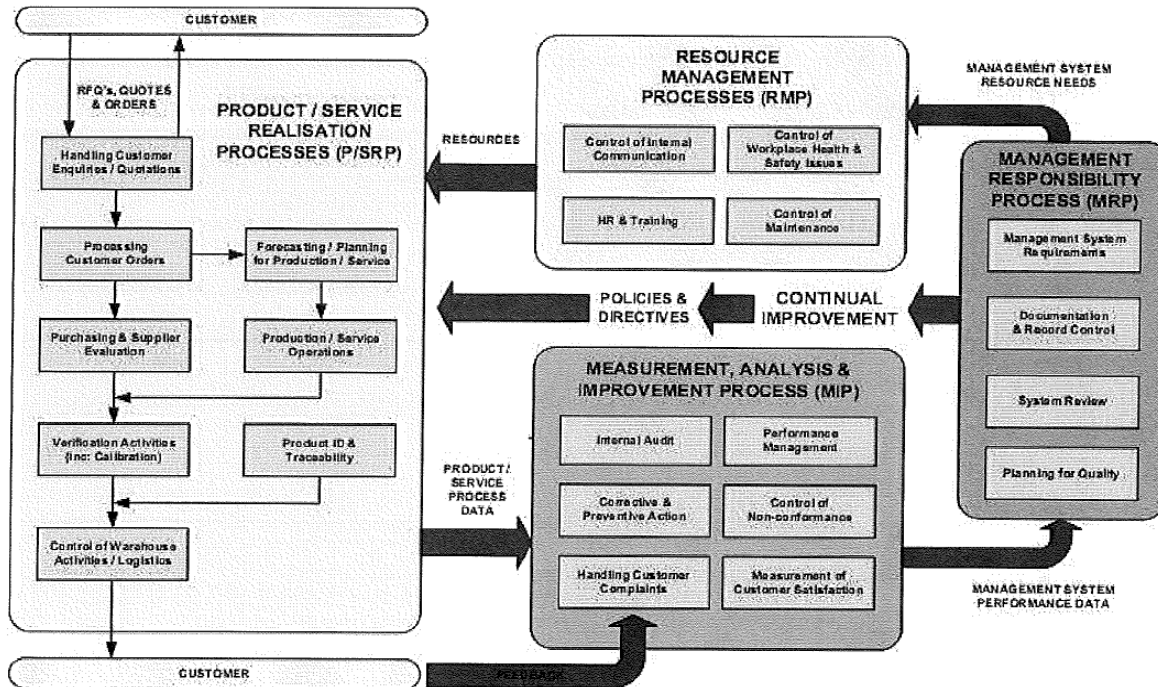 CUSTOMER
RFQ's, QUOTES
& ORDERS
PRODUCT / SERVICE
REALISATION
PROCESSES (P/SRP)
Handling Customer
Enquiries / Quotations
Processing
Customer Orders
Forecasting / Planning
for Production / Service
Purchasing & Supplier
Evaluation
Production / Service
Operations
Verification Activities
(Inc: Calibration)
Product ID &
Traceability
Control of Warehouse
Activities / Logistics
CUSTOMER
RESOURCES
RESOURCE
MANAGEMENT
PROCESSES (RMP)
Control of Internal
Communication
Control of
Workplace Health &
Safety Issues
HR & Training
Control of
Maintenance
MANAGEMENT SYSTEM
RESOURCE NEEDS
MANAGEMENT
RESPONSIBILITY
PROCESS (MRP)
Management System
Requirements
Documentation
& Record Control
System Review
Planning for Quality
POLICIES &
DIRECTIVES
CONTINUAL
IMPROVEMENT
MEASUREMENT, ANALYSIS &
IMPROVEMENT PROCESS (MIP)
Internal Audit
Performance
Management
Corrective &
Preventive Action
Control of
Non-conformance
Handling Customer
Complaints
Measurement of
Customer Satisfaction
PRODUCT /
SERVICE
PROCESS
DATA
MANAGEMENT SYSTEM
PERFORMANCE DATA
FEEDBACK